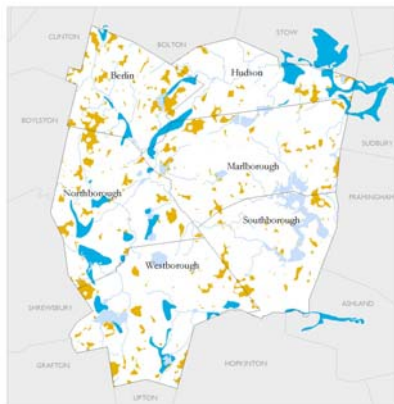 CLINTON
BOLTON
STOW
Berlin
Hudson
BOYLSTON
SUDBURY
Marlborough
Northborough
FRAMINGHAM
Southborough
Westborough
SHREWSBURY
ASHLAND
GRAFTON
HOPKINTON
UPTON